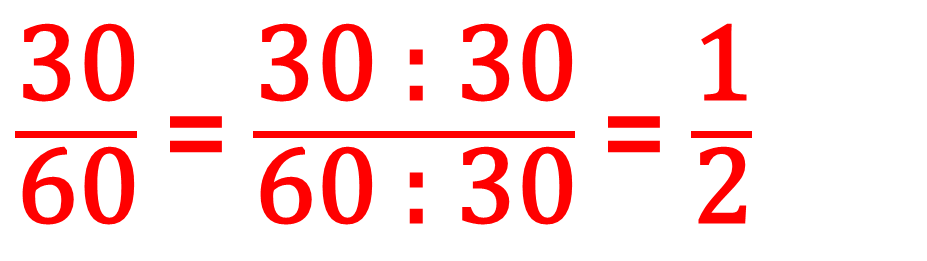 30/60 = 30 : 30/60 : 30 = 1/2